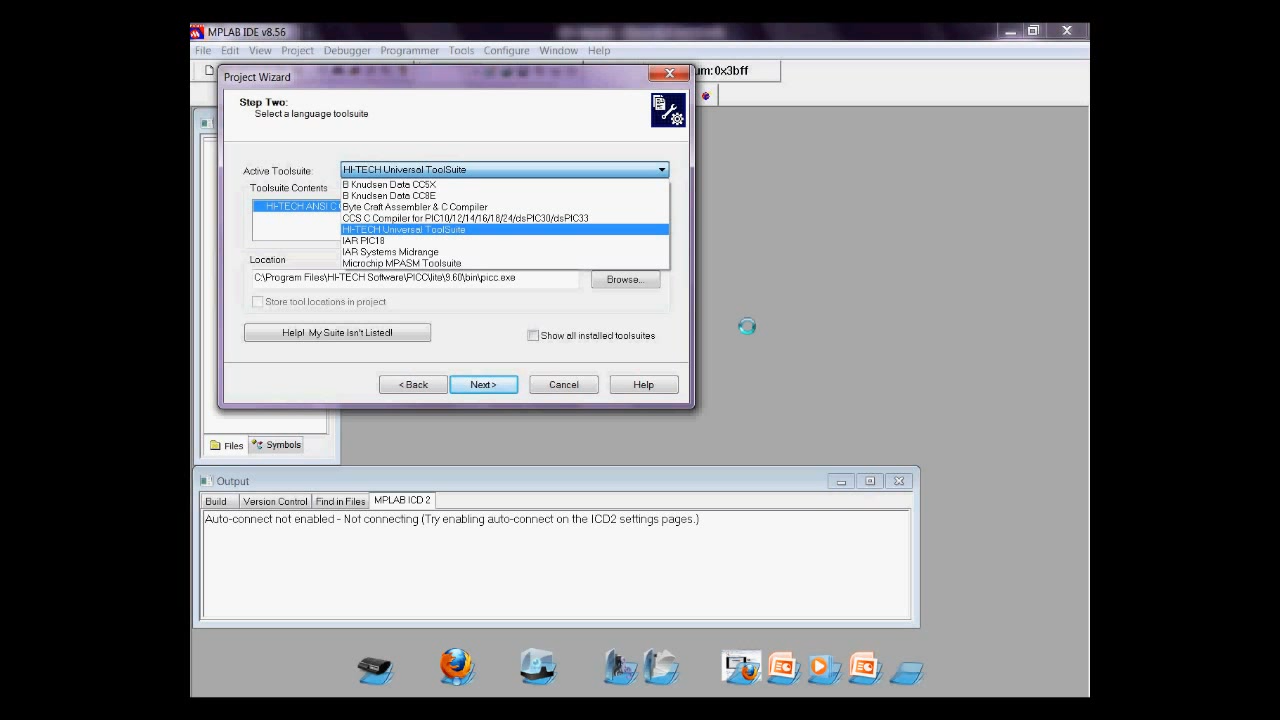 MPLAB IDE v8.56
File Edit View Project Debugger Programmer Tools Configure Window Help
Project Wizard
um:0x3bff
Step Two:
Select a language toolsuite
Active Toolsuite: HI-TECH Universal ToolSuite
Toolsuite Contents
B Knudsen Data CC5X
B Knudsen Data CC8E
Byte Craft Assembler & C Compiler
HI-TECH ANSI C
CCS C Compiler for PIC10/12/14/16/18/24/dsPIC30/dsPIC33
HI-TECH Universal ToolSuite
IAR PIC18
IAR Systems Midrange
Microchip MPASM Toolsuite
Location
C:\Program Files\HI-TECH Software\PICC\lite\9.60\bin\picc.exe Browse...
Store tool locations in project
Help! My Suite Isn't Listed! Show all installed toolsuites
< Back Next > Cancel Help
Files Symbols
Output
Build Version Control Find in Files MPLAB ICD 2
Auto-connect not enabled - Not connecting (Try enabling auto-connect on the ICD2 settings pages.)